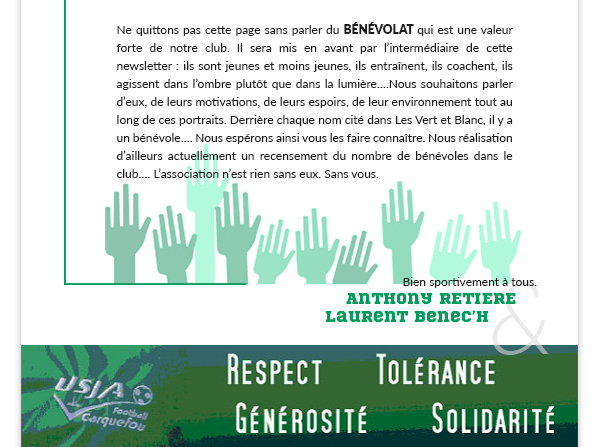 Ne quittons pas cette page sans parler du BÉNÉVOLAT qui est une valeur
forte de notre club. Il sera mis en avant par l'intermédiaire de cette
newsletter : ils sont jeunes et moins jeunes, ils entraînent, ils coachent, ils
agissent dans l'ombre plutôt que dans la lumière....Nous souhaitons parler
d'eux, de leurs motivations, de leurs espoirs, de leur environnement tout au
long de ces portraits. Derrière chaque nom cité dans Les Vert et Blanc, il y a
un bénévole.... Nous espérons ainsi vous les faire connaître. Nous réalisation
d'ailleurs actuellement un recensement du nombre de bénévoles dans le
club.... L'association n'est rien sans eux. Sans vous.
Bien sportivement à tous.
Anthony RETIERE
Laurent Benec'h
&
USJA
Football
Carquefou
Respect Tolérance
Générosité Solidarité